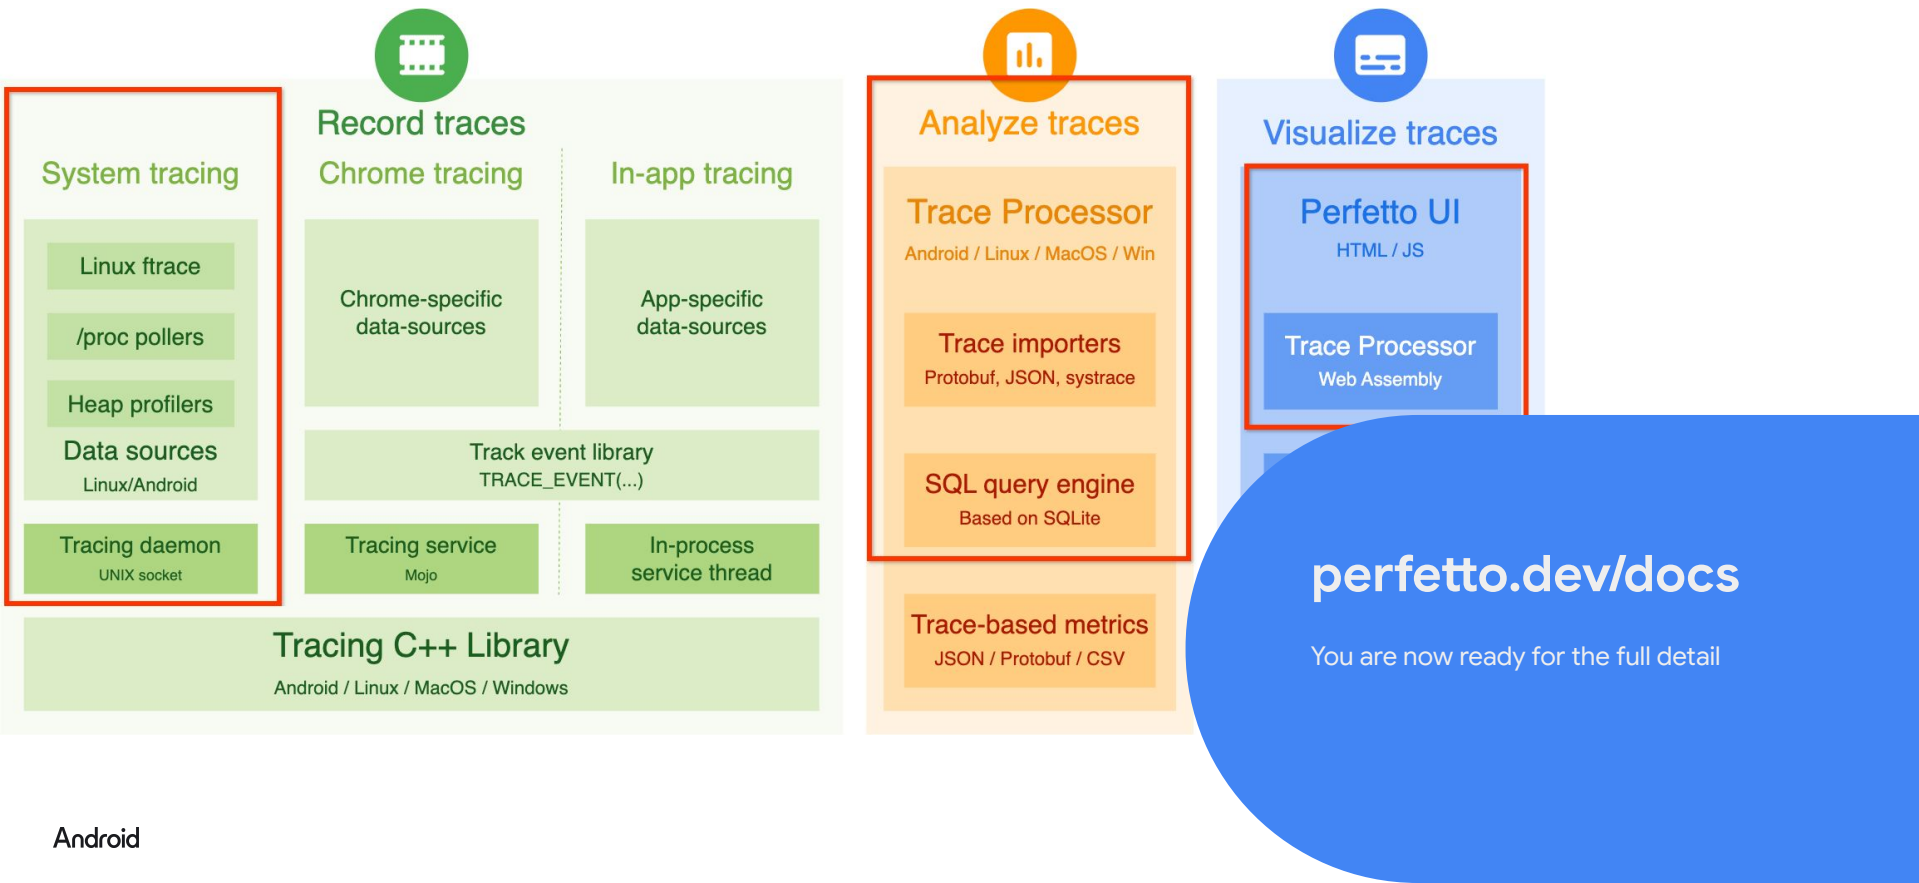 Record traces
System tracing
Linux ftrace
/proc pollers
Heap profilers
Data sources
Linux/Android
Tracing daemon
UNIX socket
Chrome tracing
Chrome-specific
data-sources
In-app tracing
App-specific
data-sources
Track event library
TRACE_EVENT(...)
Tracing service
Mojo
In-process
service thread
Tracing C++ Library
Android / Linux / MacOS / Windows
Analyze traces
Trace Processor
Android / Linux / MacOS / Win
Trace importers
Protobuf, JSON, systrace
SQL query engine
Based on SQLite
Trace-based metrics
JSON / Protobuf / CSV
Visualize traces
Perfetto UI
HTML / JS
Trace Processor
Web Assembly
perfetto.dev/docs
You are now ready for the full detail
Android